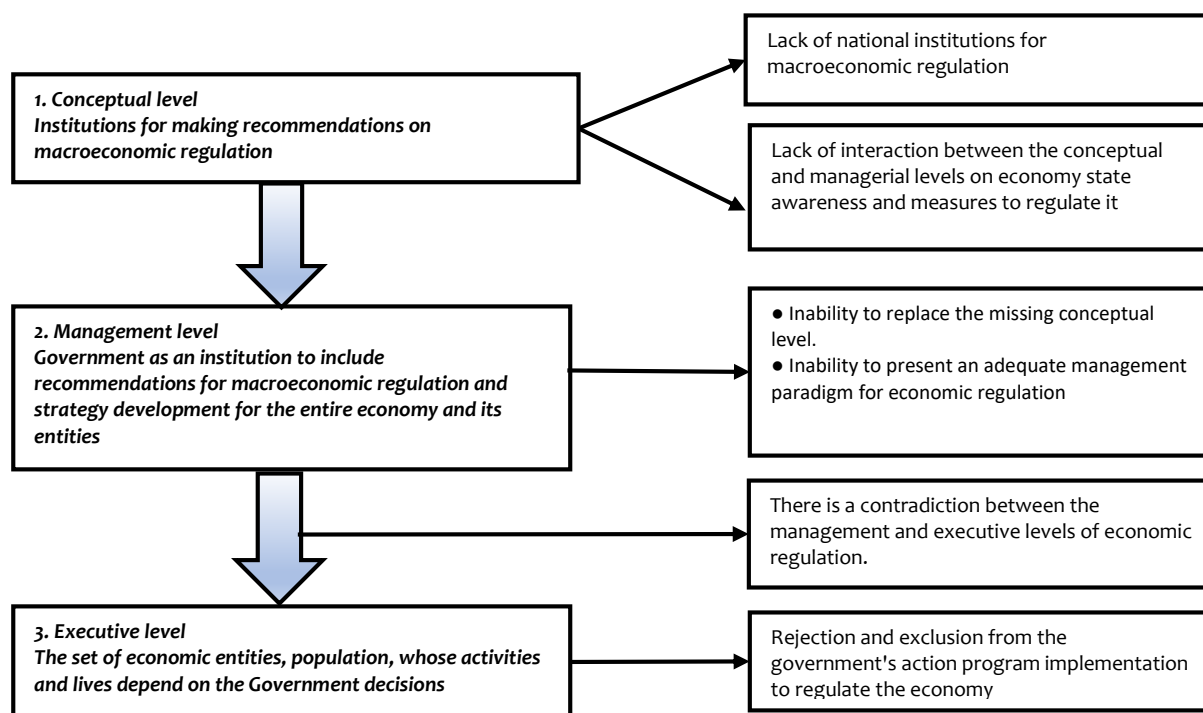 Lack of national institutions for
macroeconomic regulation
1. Conceptual level
Institutions for making recommendations on
macroeconomic regulation
Lack of interaction between the conceptual
and managerial levels on economy state
awareness and measures to regulate it
2. Management level
Government as an institution to include
recommendations for macroeconomic regulation and
strategy development for the entire economy and its
entities
● Inability to replace the missing conceptual
level.
● Inability to present an adequate management
paradigm for economic regulation
There is a contradiction between the
management and executive levels of economic
regulation.
3. Executive level
The set of economic entities, population, whose activities
and lives depend on the Government decisions
Rejection and exclusion from the
government's action program implementation
to regulate the economy